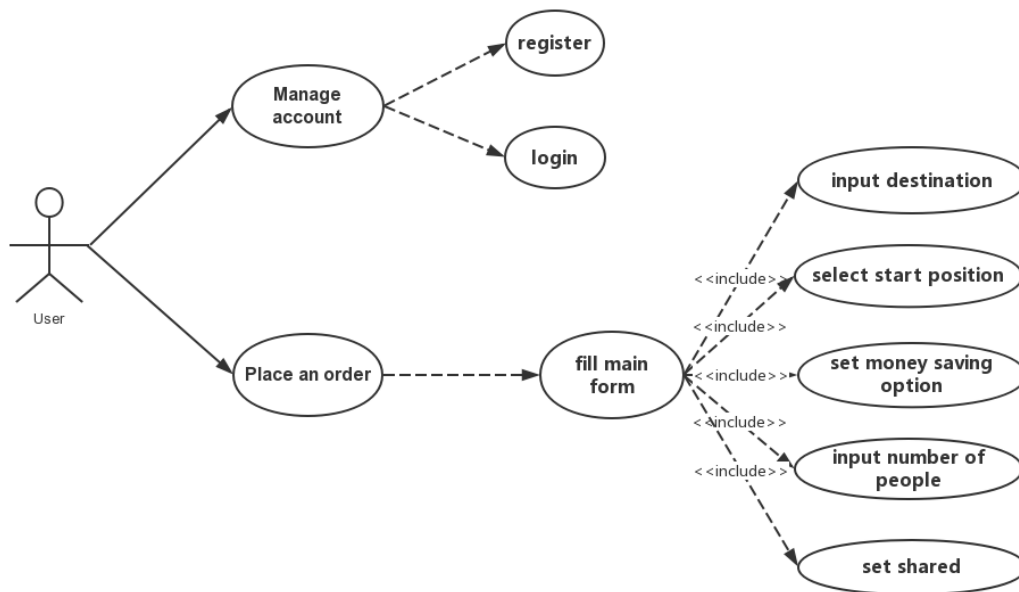 register
Manage
account
login
input destination
<<include>>
select start position
<<include>>
User
Place an order
fill main
form
<<include>>
set money saving
option
<<include>>
input number of
people
<<include>>
set shared